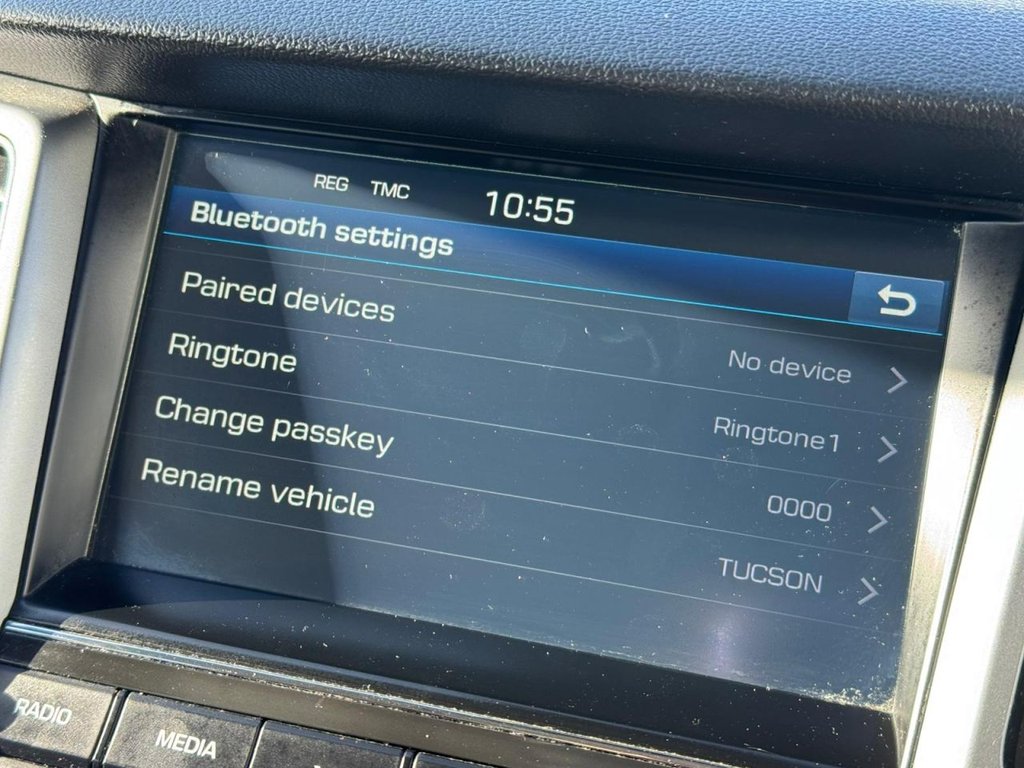 REG TMC 10:55
Bluetooth settings
Paired devices No device
Ringtone Ringtone1
Change passkey 0000
Rename vehicle TUCSON
RADIO MEDIA